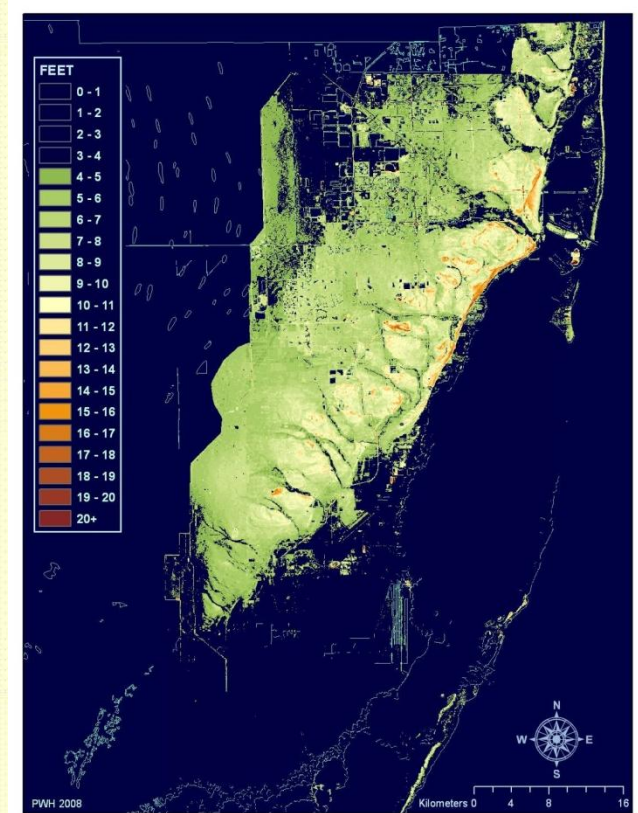 FEET
0 - 1
1 - 2
2 - 3
3 - 4
4 - 5
5 - 6
6 - 7
7 - 8
8 - 9
9 - 10
10 - 11
11 - 12
12 - 13
13 - 14
14 - 15
15 - 16
16 - 17
17 - 18
18 - 19
19 - 20
20+
N
W E
S
PWH 2008
Kilometers 0 4 8 16